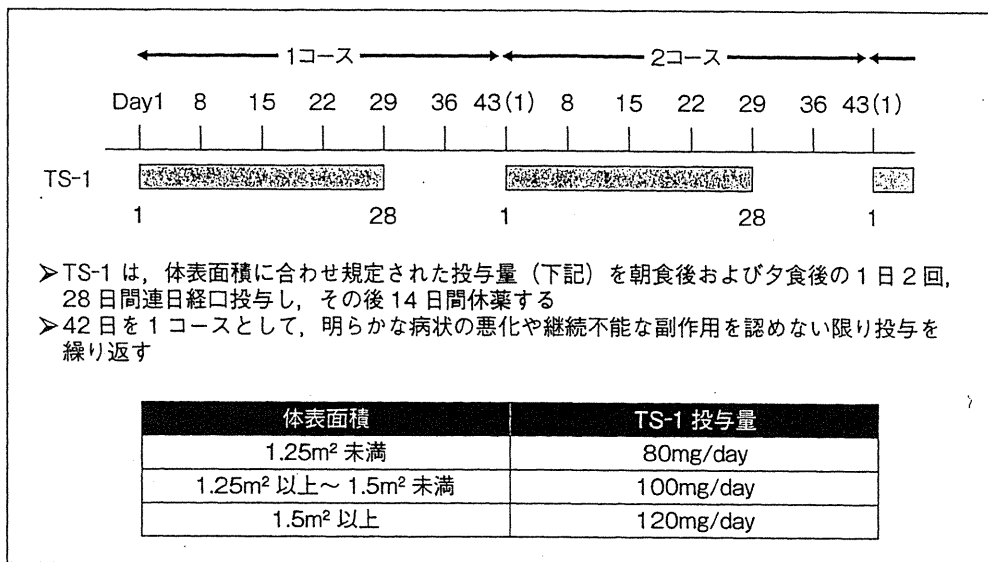 1コース 2コース
Day1 8 15 22 29 36 43(1) 8 15 22 29 36 43(1)
TS-1
1 28 1 28 1
➤TS-1 は，体表面積に合わせ規定された投与量（下記）を朝食後および夕食後の1日2回，
28日間連日経口投与し，その後14日間休薬する
➤42日を1コースとして，明らかな病状の悪化や継続不能な副作用を認めない限り投与を
繰り返す
体表面積 TS-1 投与量
1.25m² 未満 80mg/day
1.25m² 以上～ 1.5m² 未満 100mg/day
1.5m² 以上 120mg/day